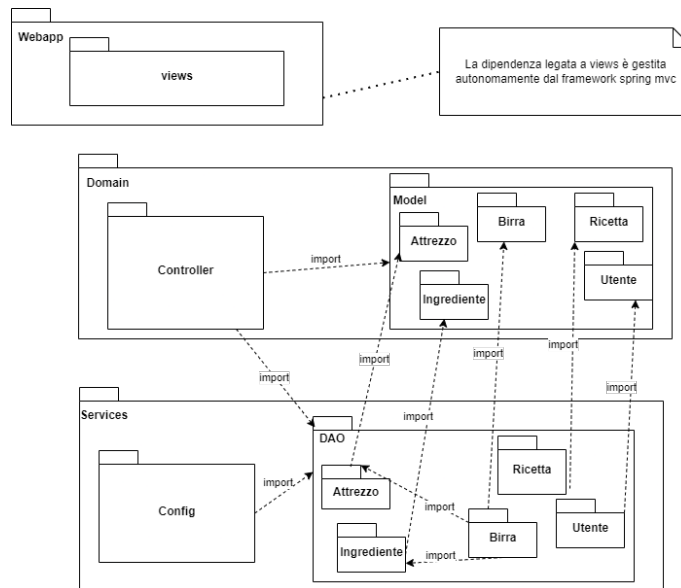 Webapp
views
La dipendenza legata a views è gestita
autonomamente dal framework spring mvc
Domain
Model
Controller
Attrezzo
Birra
Ricetta
Ingrediente
Utente
import
import
import
import
import
import
import
Services
DAO
Config
Attrezzo
Ricetta
Ingrediente
Birra
Utente
import
import
import